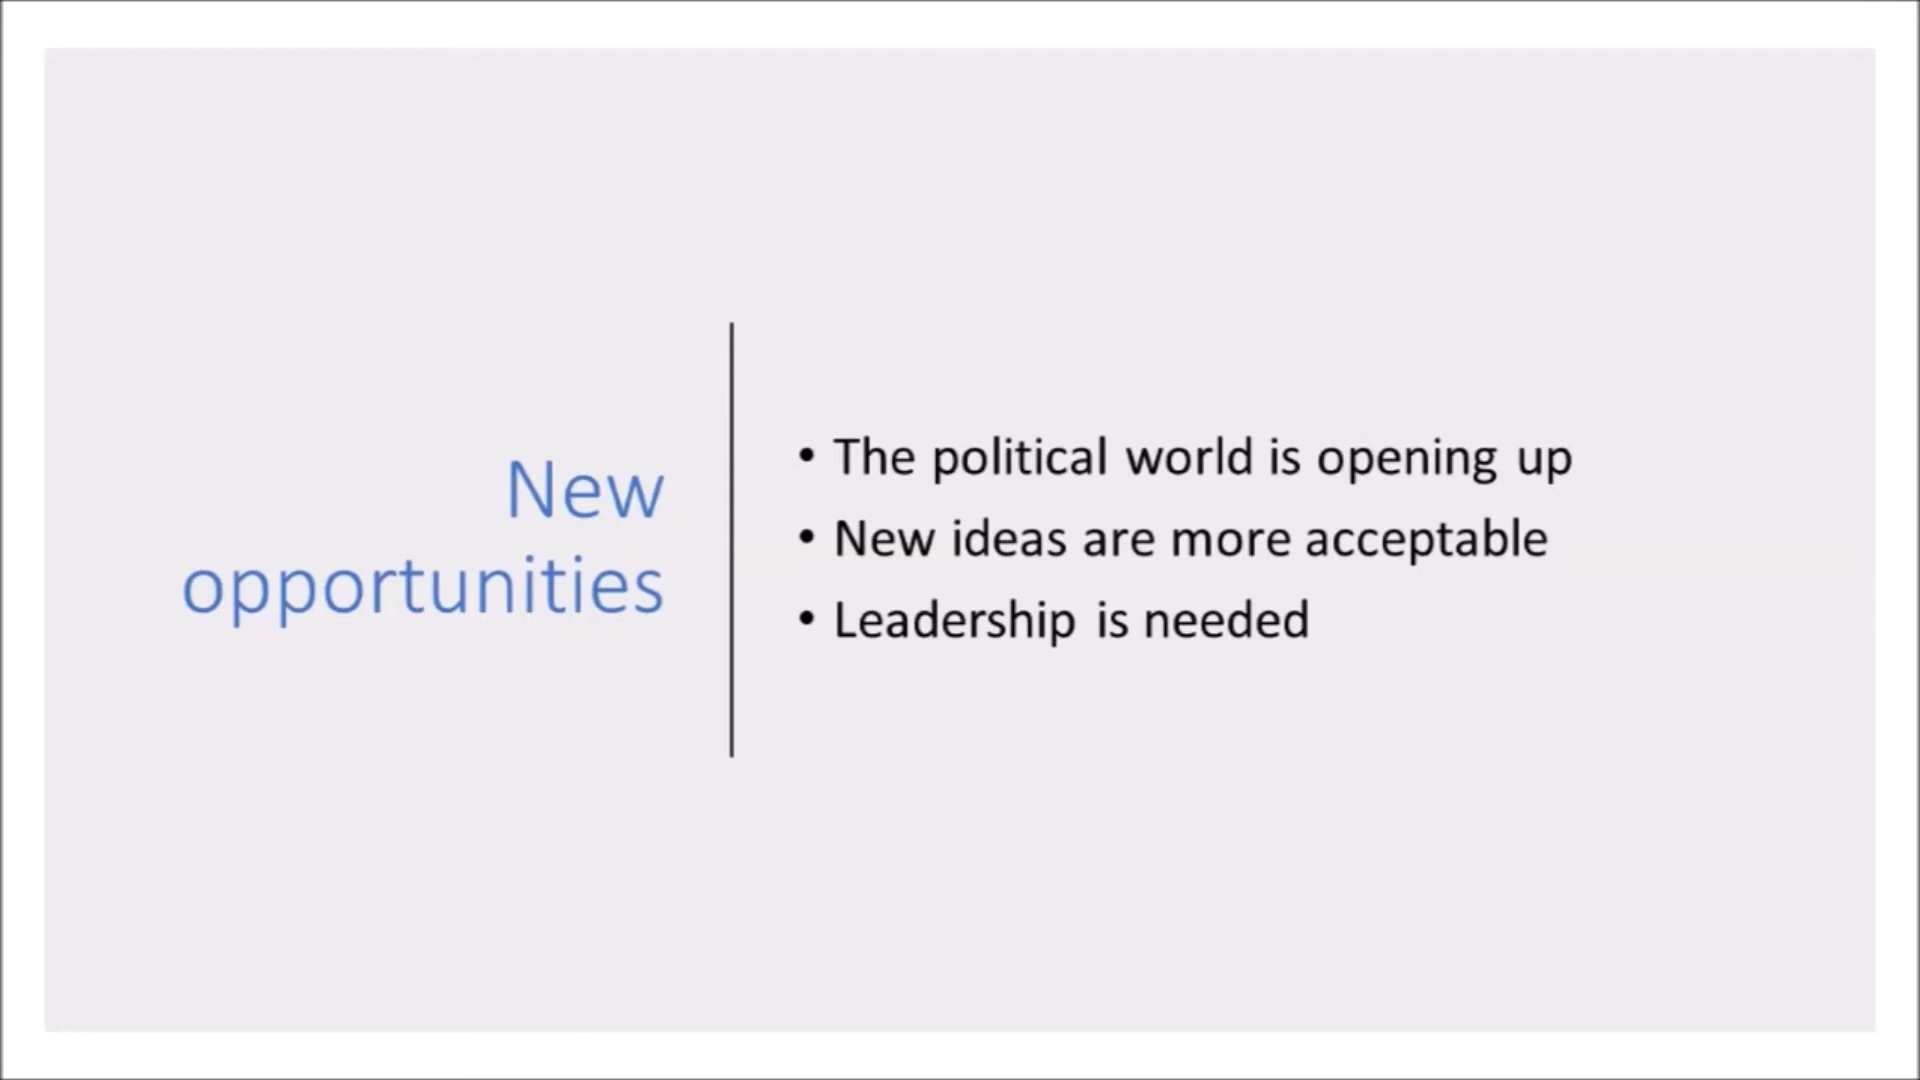 New
opportunities
• The political world is opening up
• New ideas are more acceptable
• Leadership is needed